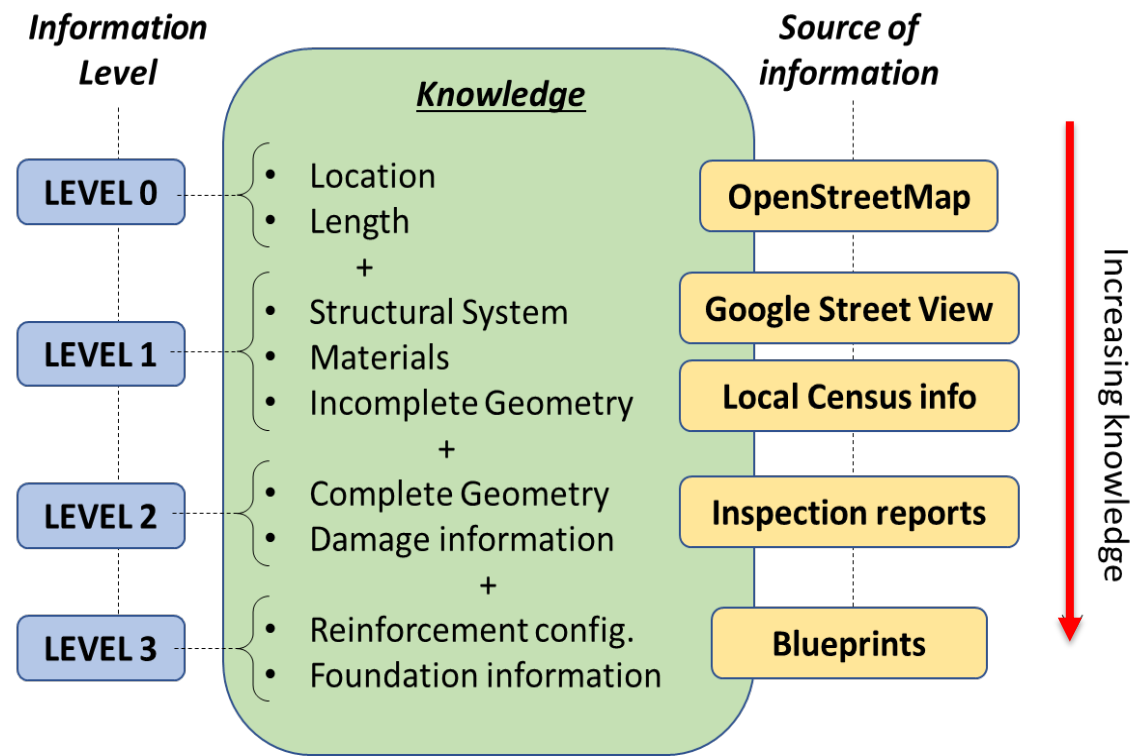 Information
Level
Knowledge
Source of
information
LEVEL 0
• Location
• Length
OpenStreetMap
+
LEVEL 1
• Structural System
• Materials
• Incomplete Geometry
Google Street View
Local Census info
+
LEVEL 2
• Complete Geometry
• Damage information
Inspection reports
+
LEVEL 3
• Reinforcement config.
• Foundation information
Blueprints
Increasing knowledge